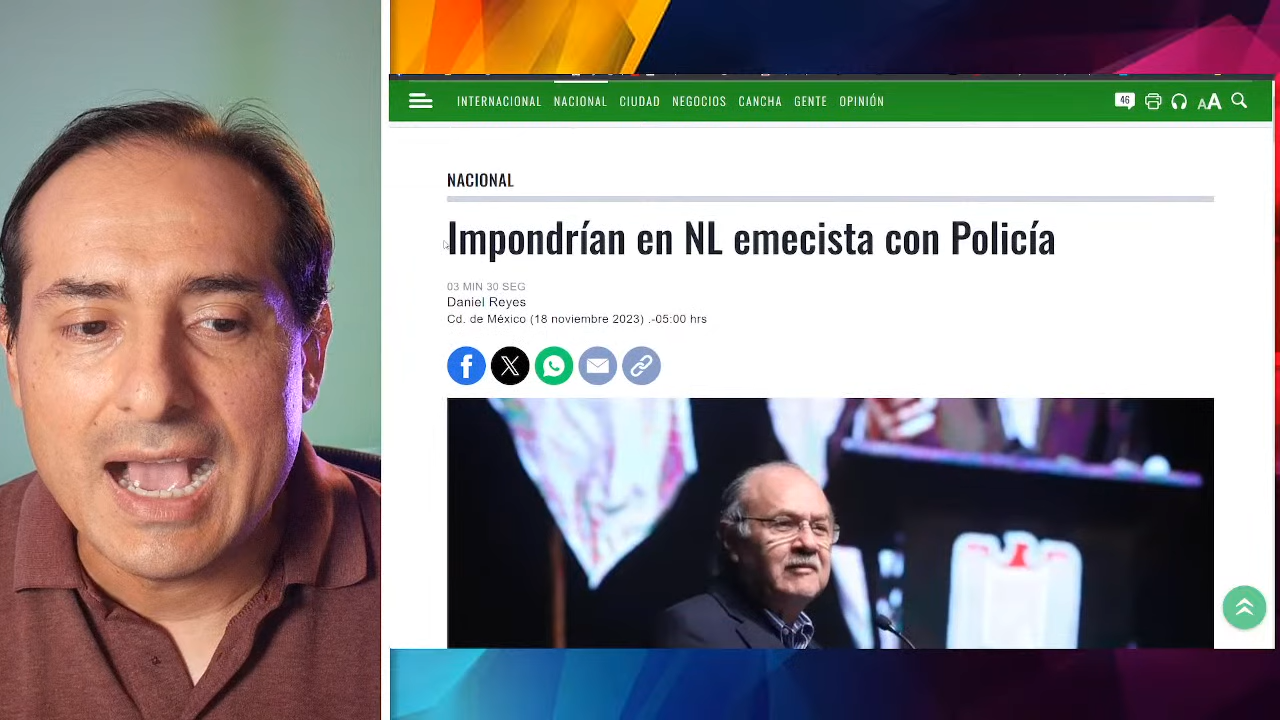 INTERNACIONAL NACIONAL CIUDAD NEGOCIOS CANCHA GENTE OPINIÓN 46 AA
NACIONAL
Impondrían en NL emecista con Policía
03 MIN 30 SEG
Daniel Reyes
Cd. de México (18 noviembre 2023) .-05:00 hrs